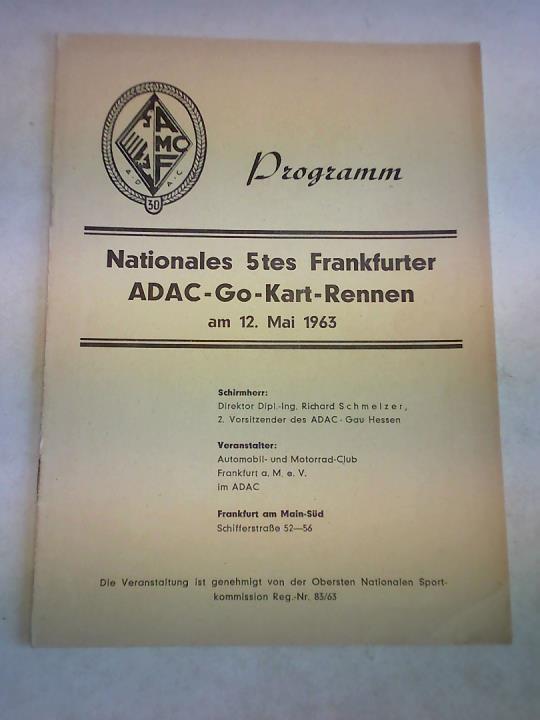 AMC
F
A·D·A·C
30
Programm
Nationales 5tes Frankfurter
ADAC-Go-Kart-Rennen
am 12. Mai 1963
Schirmherr:
Direktor Dipl.-Ing. Richard Schmelzer,
2. Vorsitzender des ADAC - Gau Hessen
Veranstalter:
Automobil- und Motorrad-Club
Frankfurt a. M. e. V.
im ADAC
Frankfurt am Main-Süd
Schifferstraße 52—56
Die Veranstaltung ist genehmigt von der Obersten Nationalen Sport-
kommission Reg.-Nr. 83/63